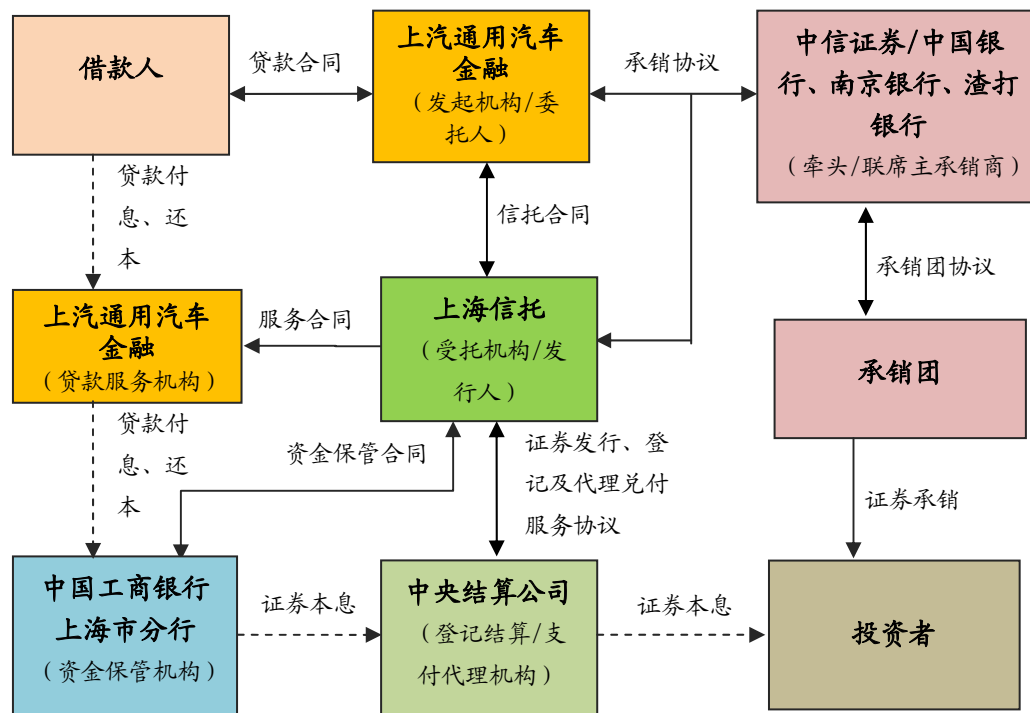 借款人
贷款合同
上汽通用汽车
金融
（发起机构/委
托人）
承销协议
中信证券/中国银
行、南京银行、渣打
银行
（牵头/联席主承销商）
贷款付
息、还
本
信托合同
承销团协议
上汽通用汽车
金融
（贷款服务机构）
服务合同
上海信托
（受托机构/发
行人）
承销团
贷款付
息、还
本
资金保管合同
证券发行、登
记及代理兑付
服务协议
证券承销
中国工商银行
上海市分行
（资金保管机构）
证券本息
中央结算公司
（登记结算/支
付代理机构）
证券本息
投资者